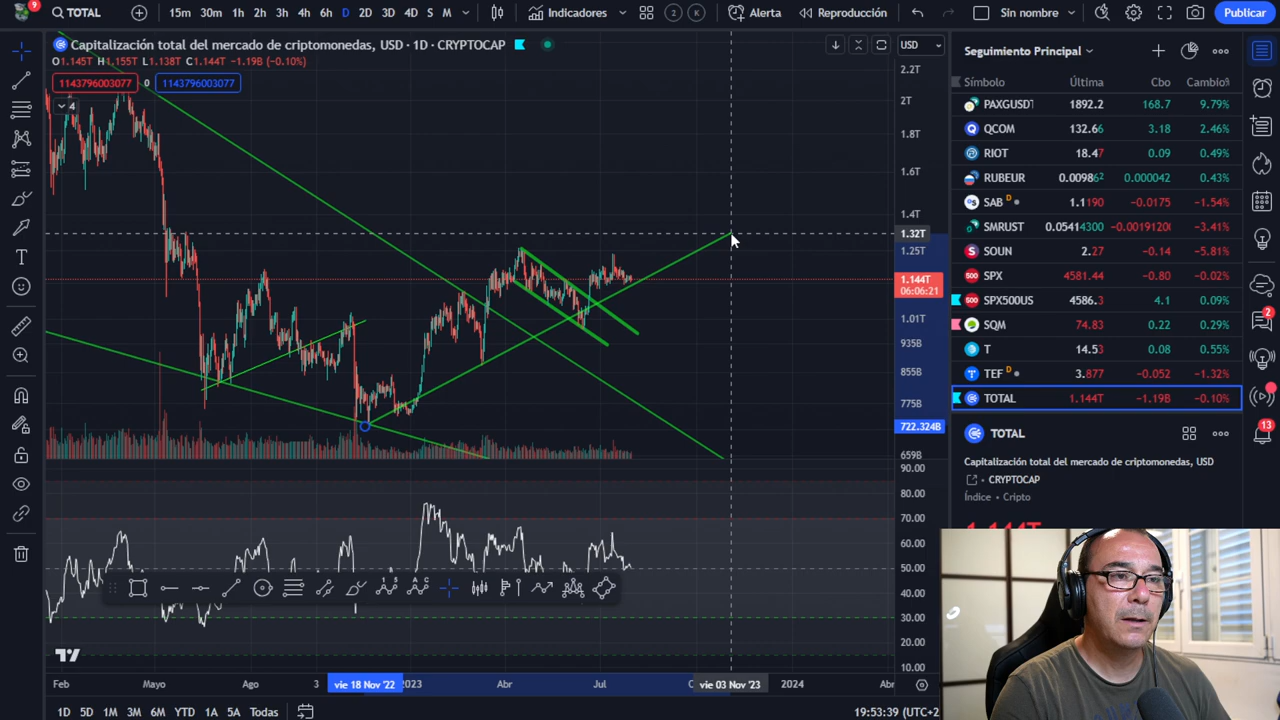 9
TOTAL
15m 30m 1h 2h 3h 4h 6h D 2D 3D 4D S M
Indicadores
2 K
Alerta
Reproducción
Sin nombre
Publicar
Capitalización total del mercado de criptomonedas, USD · 1D · CRYPTOCAP
O1.145T H1.155T L1.138T C1.144T −1.19B (−0.10%)
1143796003077 0 1143796003077
4
USD
2.2T
2T
1.8T
1.6T
1.4T
1.32T
1.25T
1.144T
06:06:21
1.01T
935B
855B
775B
722.324B
659B
90.00
80.00
70.00
60.00
50.00
40.00
30.00
20.00
10.00
Feb Mayo Ago 3 vie 18 Nov '22 2023 Abr Jul vie 03 Nov '23 2024 Abr
1D 5D 1M 3M 6M YTD 1A 5A Todas
19:53:39 (UTC+2
Seguimiento Principal
Símbolo Última Cbo Cambio%
PAXGUSDT 1892.2 168.7 9.79%
QCOM 132.66 3.18 2.46%
RIOT 18.47 0.09 0.49%
RUBEUR 0.00986² 0.000042 0.43%
SAB D 1.1190 −0.0175 −1.54%
SMRUST 0.05414300 −0.0019120 −3.41%
SOUN 2.27 −0.14 −5.81%
SPX 4581.44 −0.80 −0.02%
SPX500US 4586.3 4.1 0.09%
SQM 74.83 0.22 0.29%
T 14.53 0.08 0.55%
TEF D 3.877 −0.052 −1.32%
TOTAL 1.144T −1.19B −0.10%
TOTAL
Capitalización total del mercado de criptomonedas, USD
CRYPTOCAP
Índice • Cripto
2
13